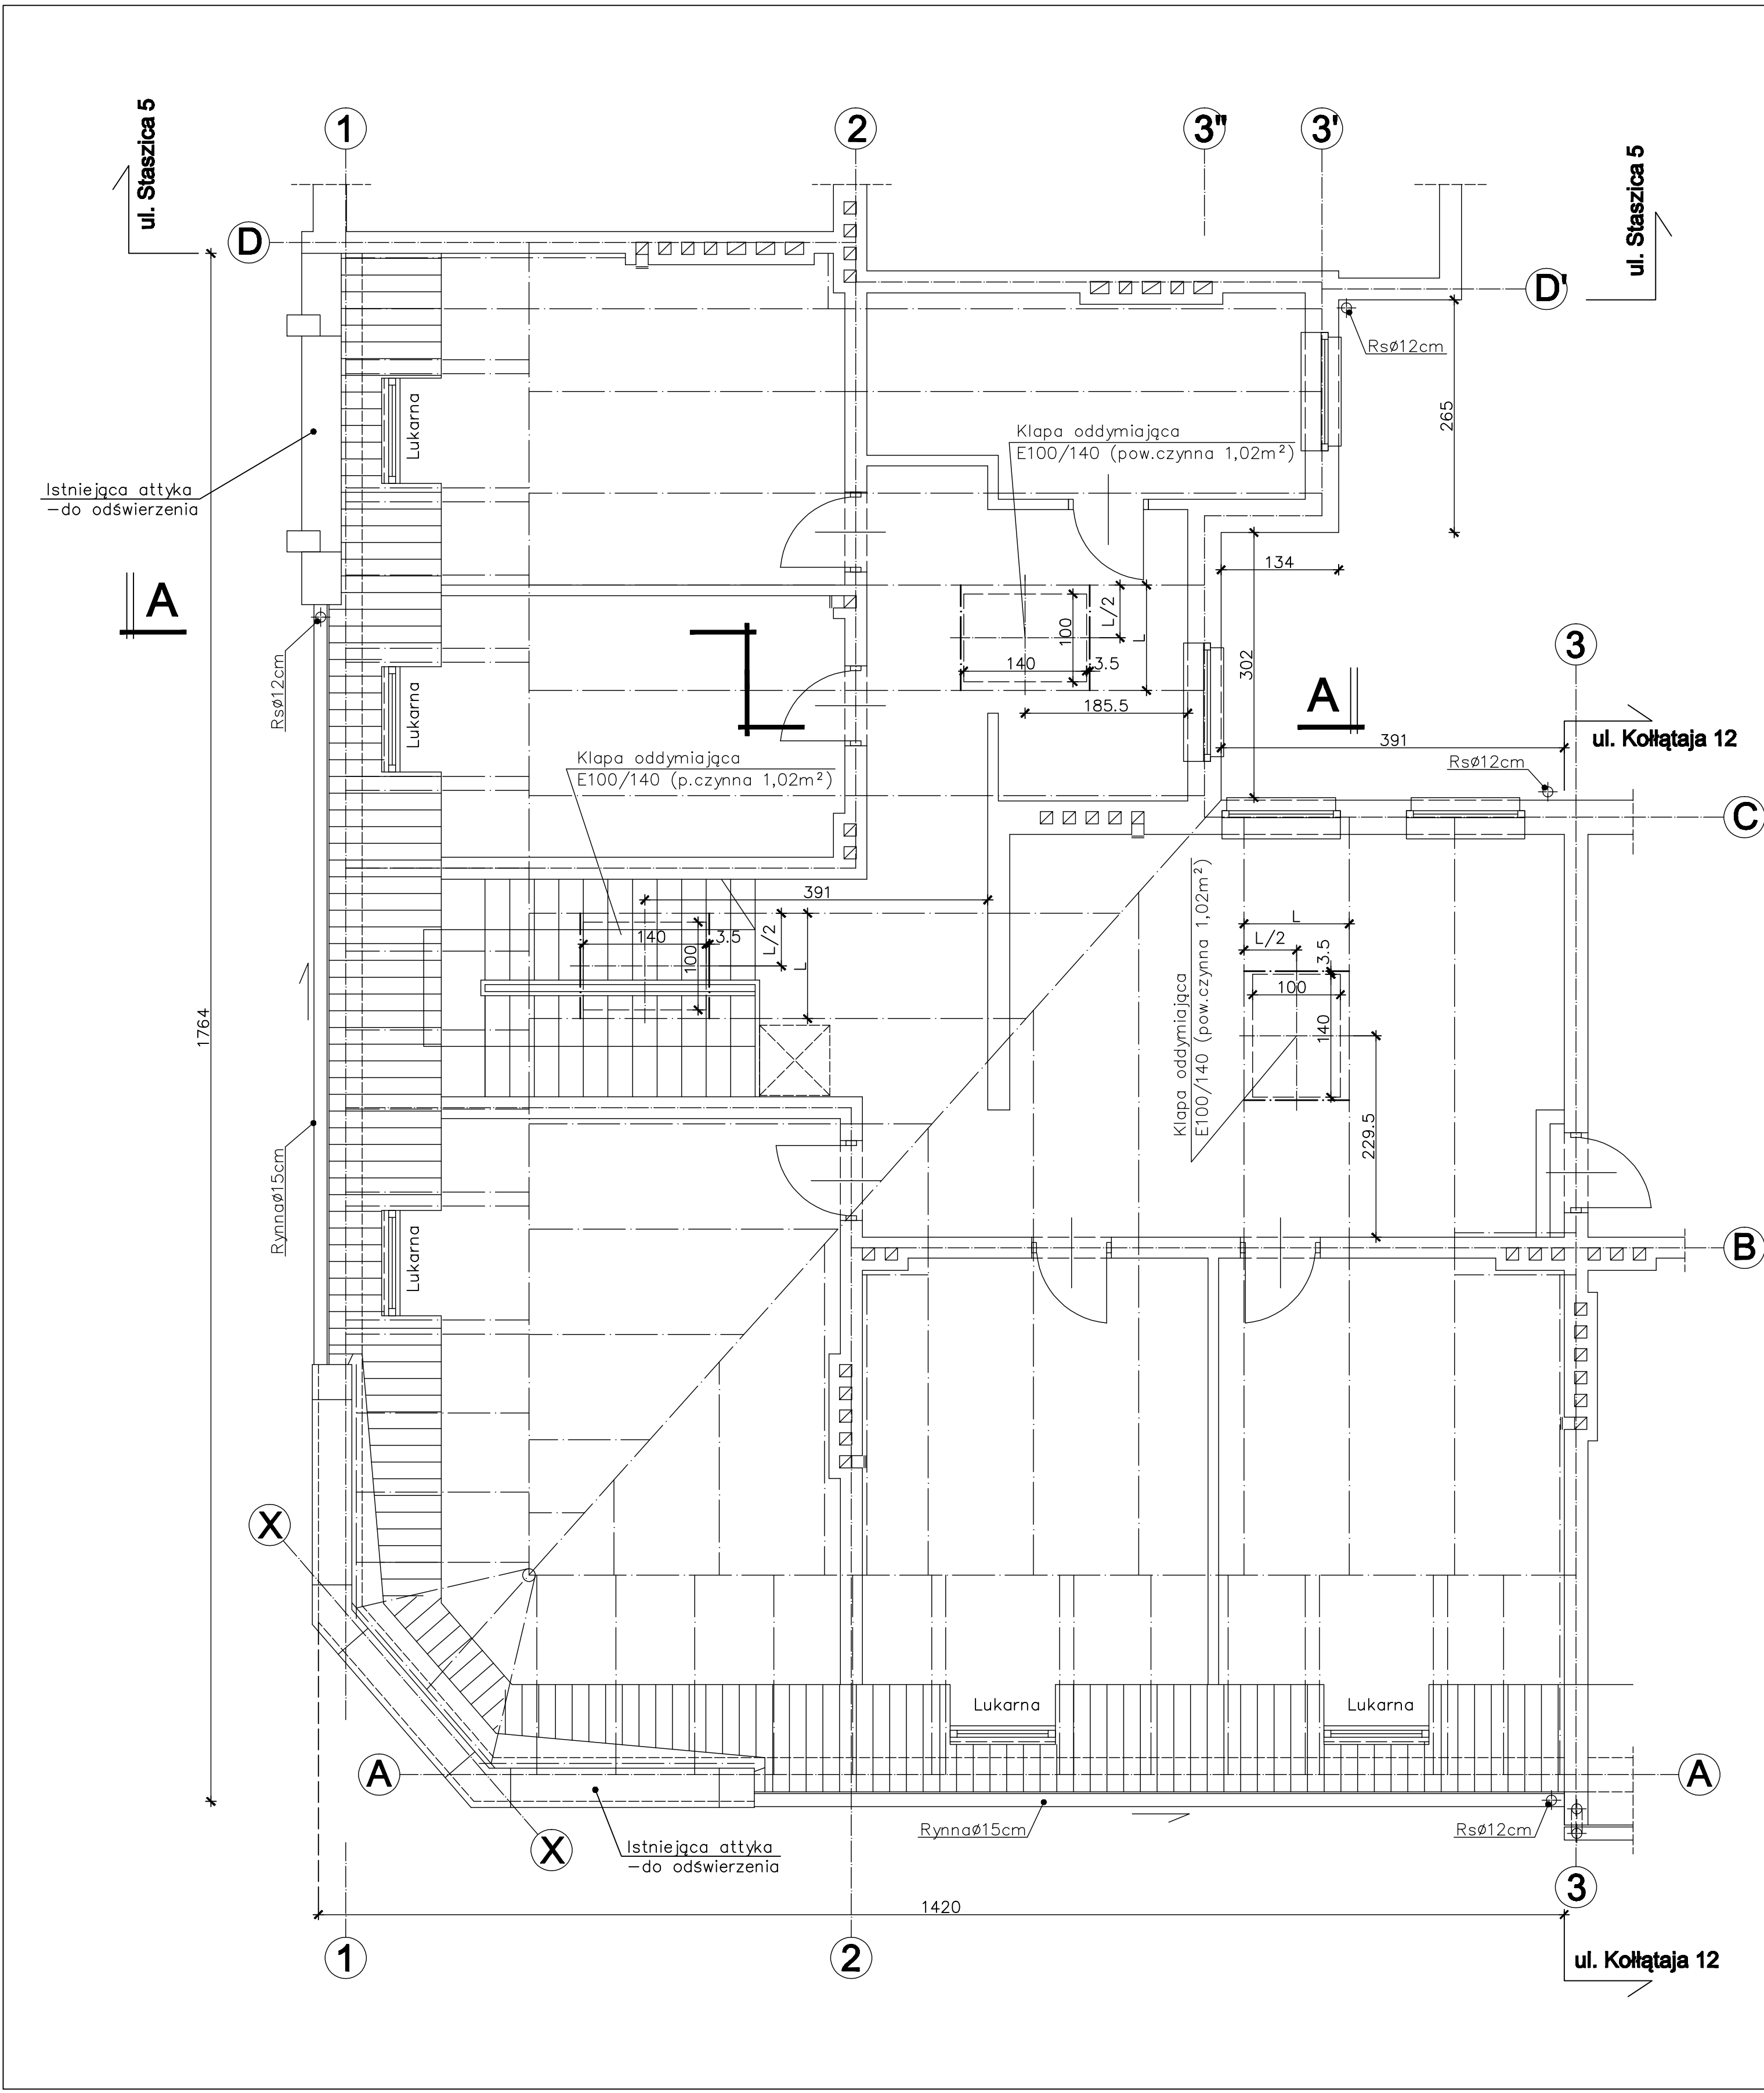 ul. Staszica 5
1
2
3"
3'
ul. Staszica 5
D
D'
Rsø12cm
Lukarna
265
Klapa oddymiająca
E100/140 (pow.czynna 1,02m²)
Istniejąca attyka
-do odświerzenia
134
A
L/2
L
100
140
3.5
302
3
Rsø12cm
Lukarna
185.5
A
ul. Kołłątaja 12
391
Klapa oddymiająca
E100/140 (p.czynna 1,02m²)
Rsø12cm
C
391
Klapa oddymiająca
E100/140 (pow.czynna 1,02m²)
L
L/2
140
3.5
L/2
100
L
3.5
100
140
1764
229.5
Rynnaø15cm
Lukarna
B
X
Lukarna
Lukarna
A
A
Rynnaø15cm
Rsø12cm
X
Istniejąca attyka
-do odświerzenia
3
1420
1
2
ul. Kołłątaja 12